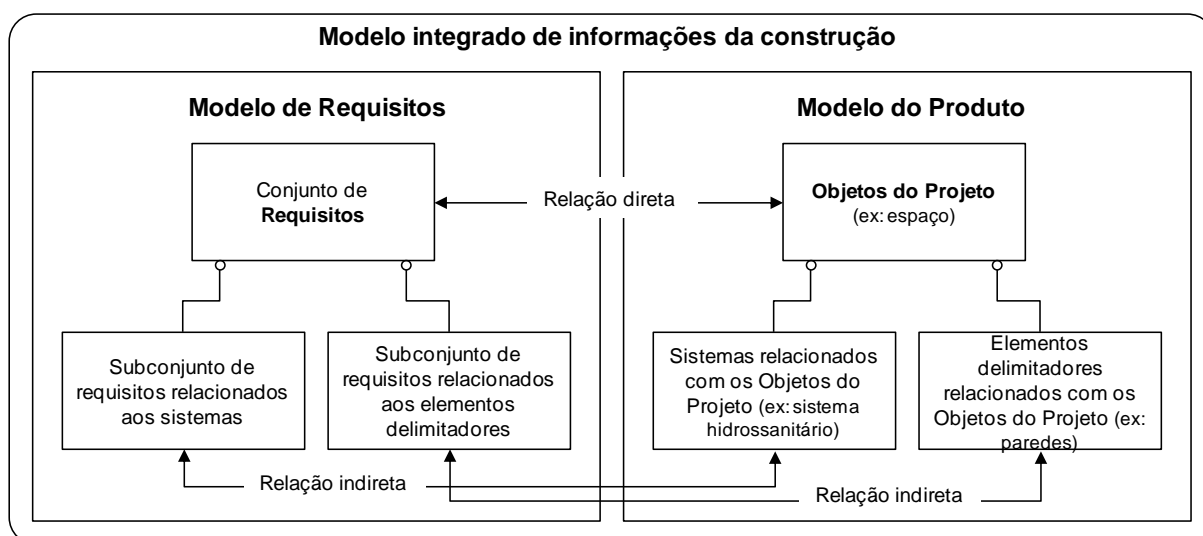 Modelo integrado de informações da construção
Modelo de Requisitos
Conjunto de
Requisitos
Subconjunto de
requisitos relacionados
aos sistemas
Subconjunto de
requisitos relacionados
aos elementos
delimitadores
Relação direta
Modelo do Produto
Objetos do Projeto
(ex: espaço)
Sistemas relacionados
com os Objetos do
Projeto (ex: sistema
hidrossanitário)
Elementos
delimitadores
relacionados com os
Objetos do Projeto (ex:
paredes)
Relação indireta
Relação indireta